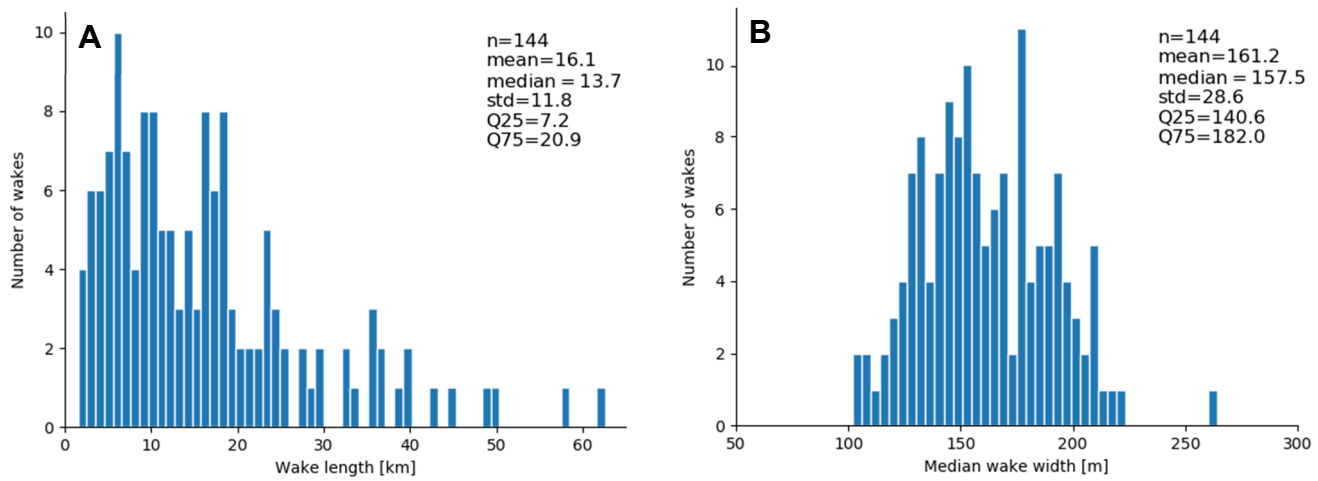 A
n=144
mean=16.1
median = 13.7
std=11.8
Q25=7.2
Q75=20.9
10
8
6
4
2
0
Number of wakes
0 10 20 30 40 50 60
Wake length [km]
B
n=144
mean=161.2
median = 157.5
std=28.6
Q25=140.6
Q75=182.0
10
8
6
4
2
0
Number of wakes
50 100 150 200 250 300
Median wake width [m]